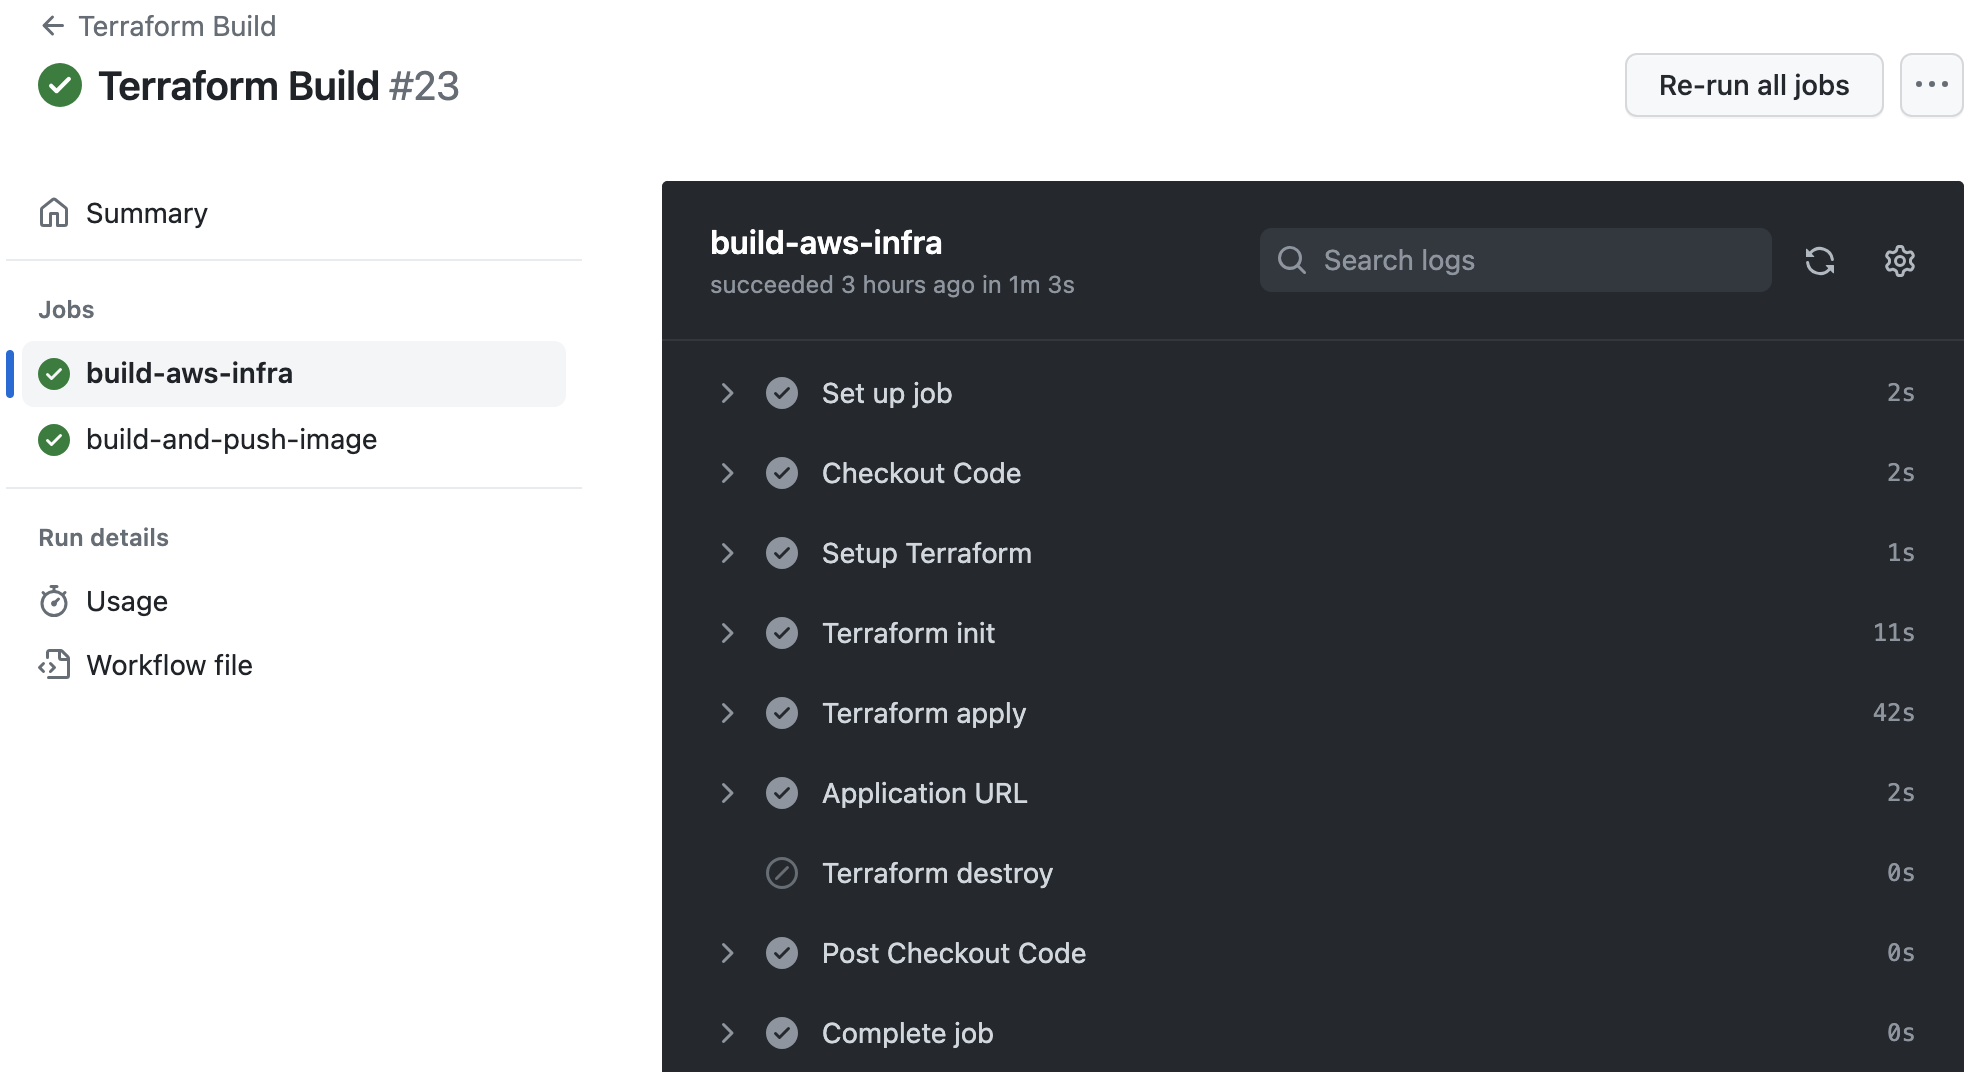 Terraform Build
Terraform Build #23
Re-run all jobs
Summary
Jobs
build-aws-infra
build-and-push-image
Run details
Usage
Workflow file
build-aws-infra
succeeded 3 hours ago in 1m 3s
Search logs
Set up job 2s
Checkout Code 2s
Setup Terraform 1s
Terraform init 11s
Terraform apply 42s
Application URL 2s
Terraform destroy 0s
Post Checkout Code 0s
Complete job 0s